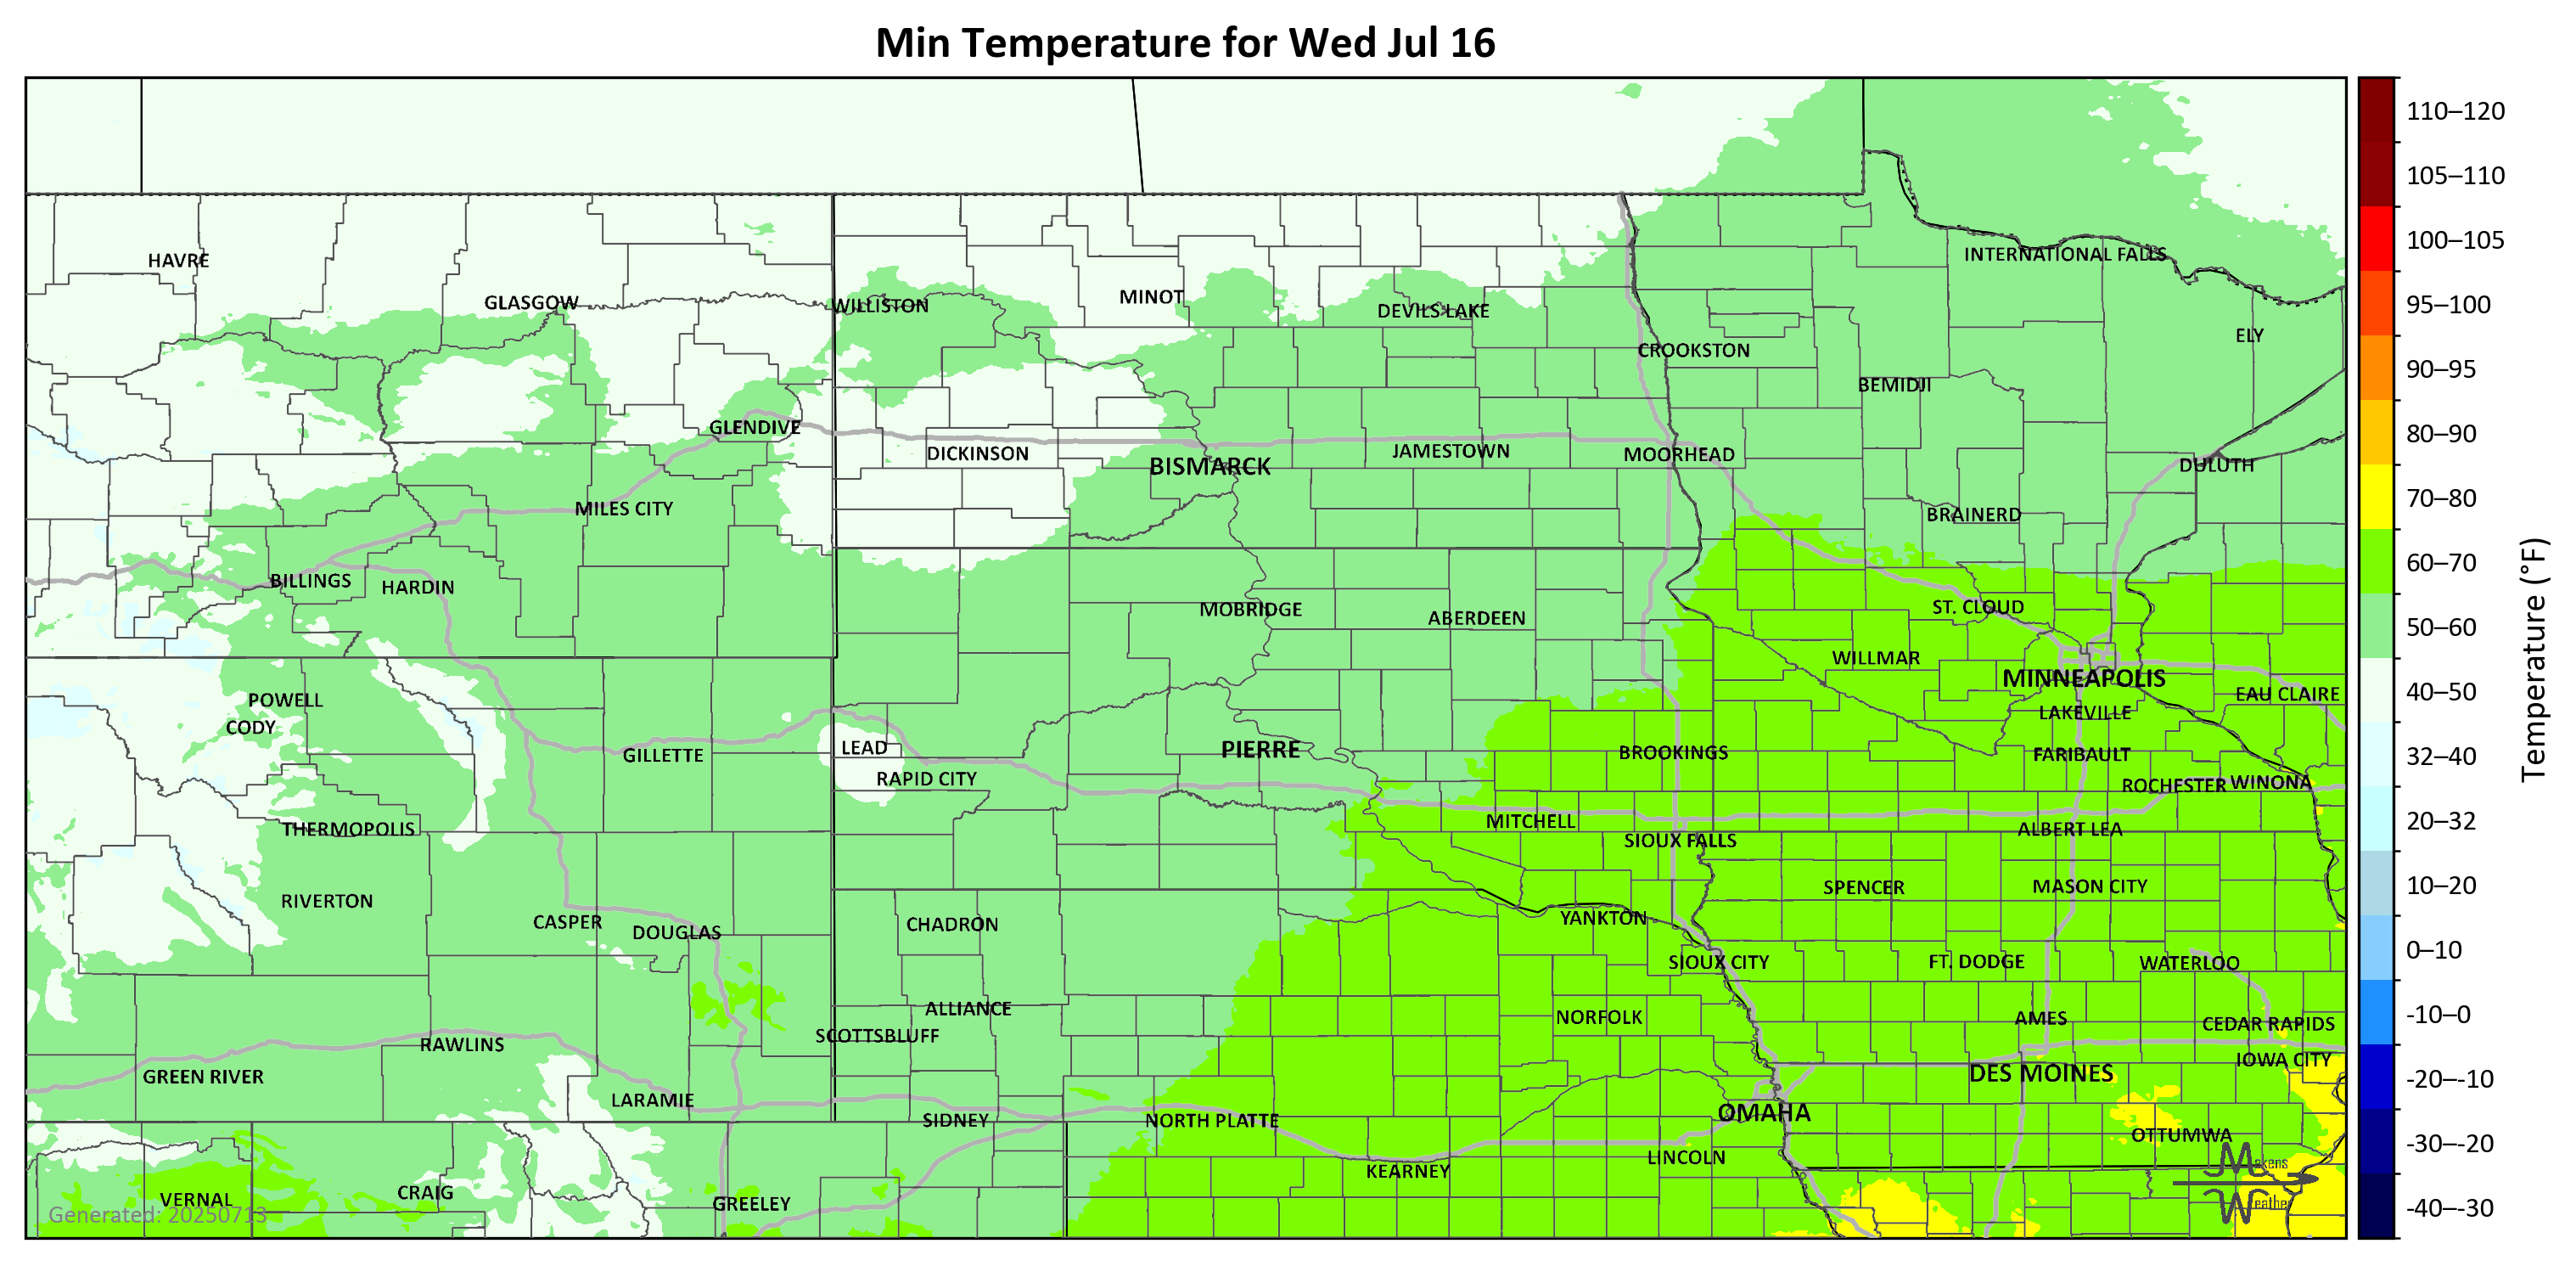 Min Temperature for Wed Jul 16
110–120
105–110
100–105
95–100
90–95
80–90
70–80
60–70
50–60
40–50
32–40
20–32
10–20
0–10
-10–0
-20–-10
-30–-20
-40–-30
Temperature (°F)
HAVRE
INTERNATIONAL FALLS
GLASGOW
WILLISTON
MINOT
DEVILS LAKE
ELY
CROOKSTON
BEMIDJI
GLENDIVE
DICKINSON
BISMARCK
JAMESTOWN
MOORHEAD
DULUTH
MILES CITY
BRAINERD
BILLINGS
HARDIN
MOBRIDGE
ABERDEEN
ST. CLOUD
WILLMAR
MINNEAPOLIS
POWELL
EAU CLAIRE
CODY
LAKEVILLE
GILLETTE
LEAD
PIERRE
BROOKINGS
FARIBAULT
RAPID CITY
ROCHESTER
WINONA
THERMOPOLIS
MITCHELL
SIOUX FALLS
ALBERT LEA
RIVERTON
SPENCER
MASON CITY
CASPER
DOUGLAS
CHADRON
YANKTON
SIOUX CITY
FT. DODGE
WATERLOO
ALLIANCE
NORFOLK
AMES
CEDAR RAPIDS
SCOTTSBLUFF
RAWLINS
IOWA CITY
GREEN RIVER
DES MOINES
LARAMIE
SIDNEY
NORTH PLATTE
OMAHA
OTTUMWA
LINCOLN
KEARNEY
VERNAL
CRAIG
GREELEY
Makens
Weather
Generated: 20250713